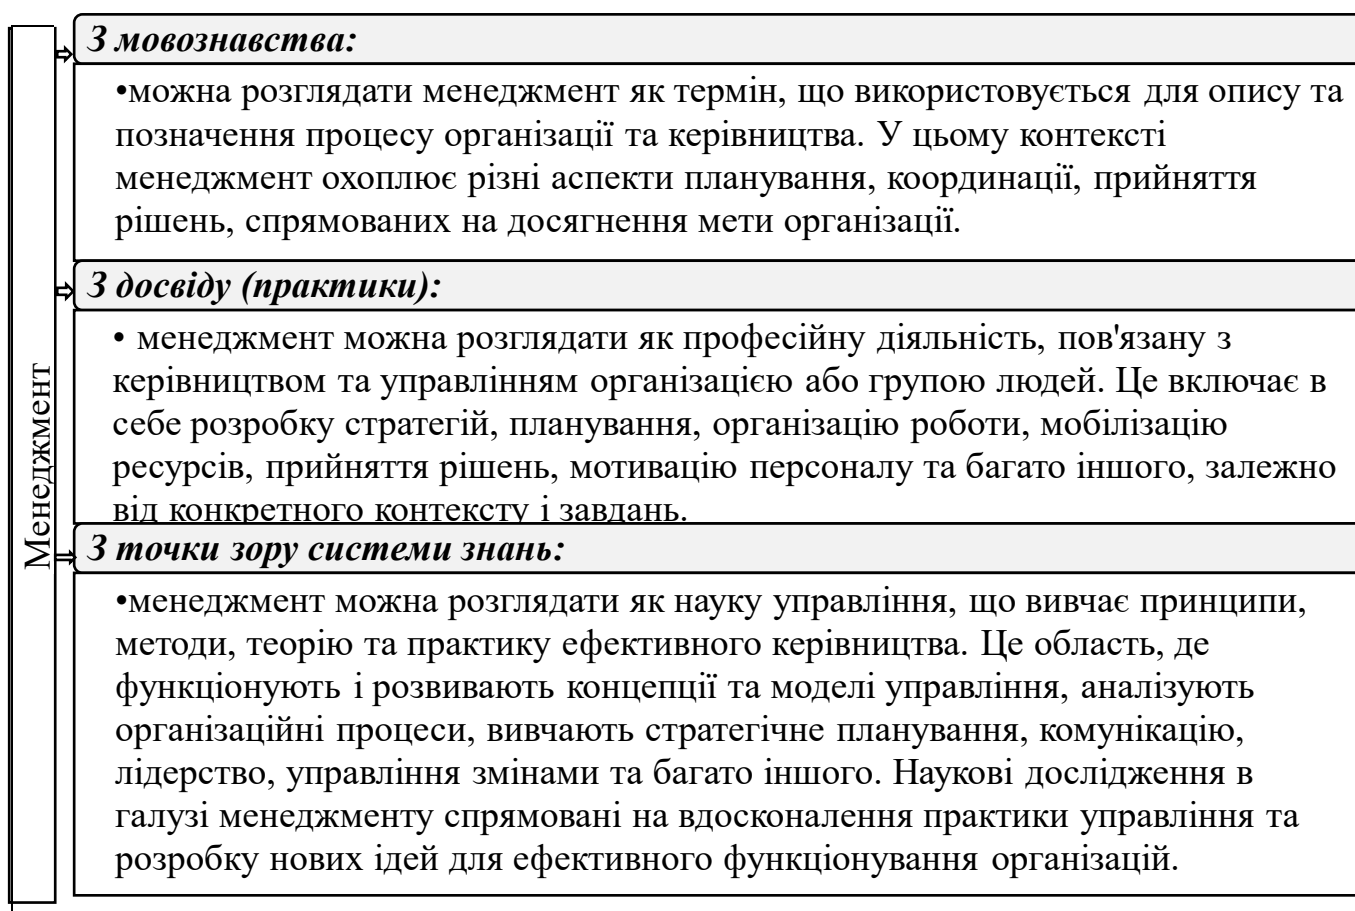 Менеджмент
З мовознавства:
•можна розглядати менеджмент як термін, що використовується для опису та
позначення процесу організації та керівництва. У цьому контексті
менеджмент охоплює різні аспекти планування, координації, прийняття
рішень, спрямованих на досягнення мети організації.
З досвіду (практики):
• менеджмент можна розглядати як професійну діяльність, пов'язану з
керівництвом та управлінням організацією або групою людей. Це включає в
себе розробку стратегій, планування, організацію роботи, мобілізацію
ресурсів, прийняття рішень, мотивацію персоналу та багато іншого, залежно
від конкретного контексту і завдань.
З точки зору системи знань:
•менеджмент можна розглядати як науку управління, що вивчає принципи,
методи, теорію та практику ефективного керівництва. Це область, де
функціонують і розвивають концепції та моделі управління, аналізують
організаційні процеси, вивчають стратегічне планування, комунікацію,
лідерство, управління змінами та багато іншого. Наукові дослідження в
галузі менеджменту спрямовані на вдосконалення практики управління та
розробку нових ідей для ефективного функціонування організацій.